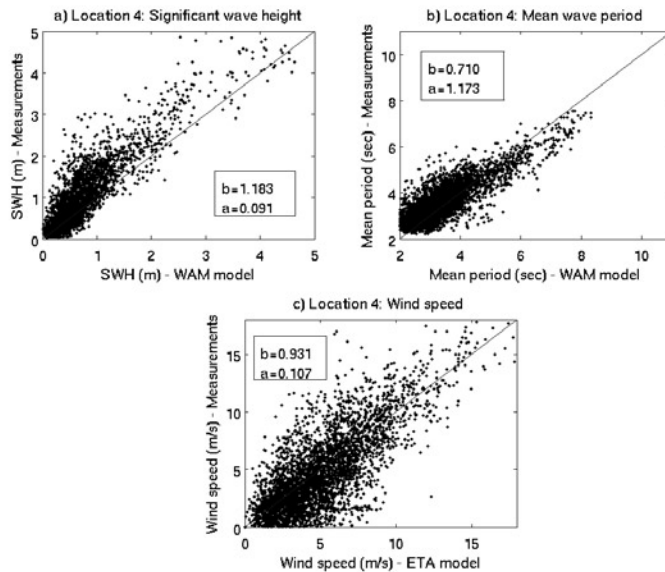 a) Location 4: Significant wave height
SWH (m) - Measurements
5
4
3
2
1
0
b=1.183
a=0.091
0 1 2 3 4 5
SWH (m) - WAM model
b) Location 4: Mean wave period
Mean period (sec) - Measurements
10
8
6
4
2
b=0.710
a=1.173
2 4 6 8 10
Mean period (sec) - WAM model
c) Location 4: Wind speed
Wind speed (m/s) - Measurements
15
10
5
0
b=0.931
a=0.107
0 5 10 15
Wind speed (m/s) - ETA model